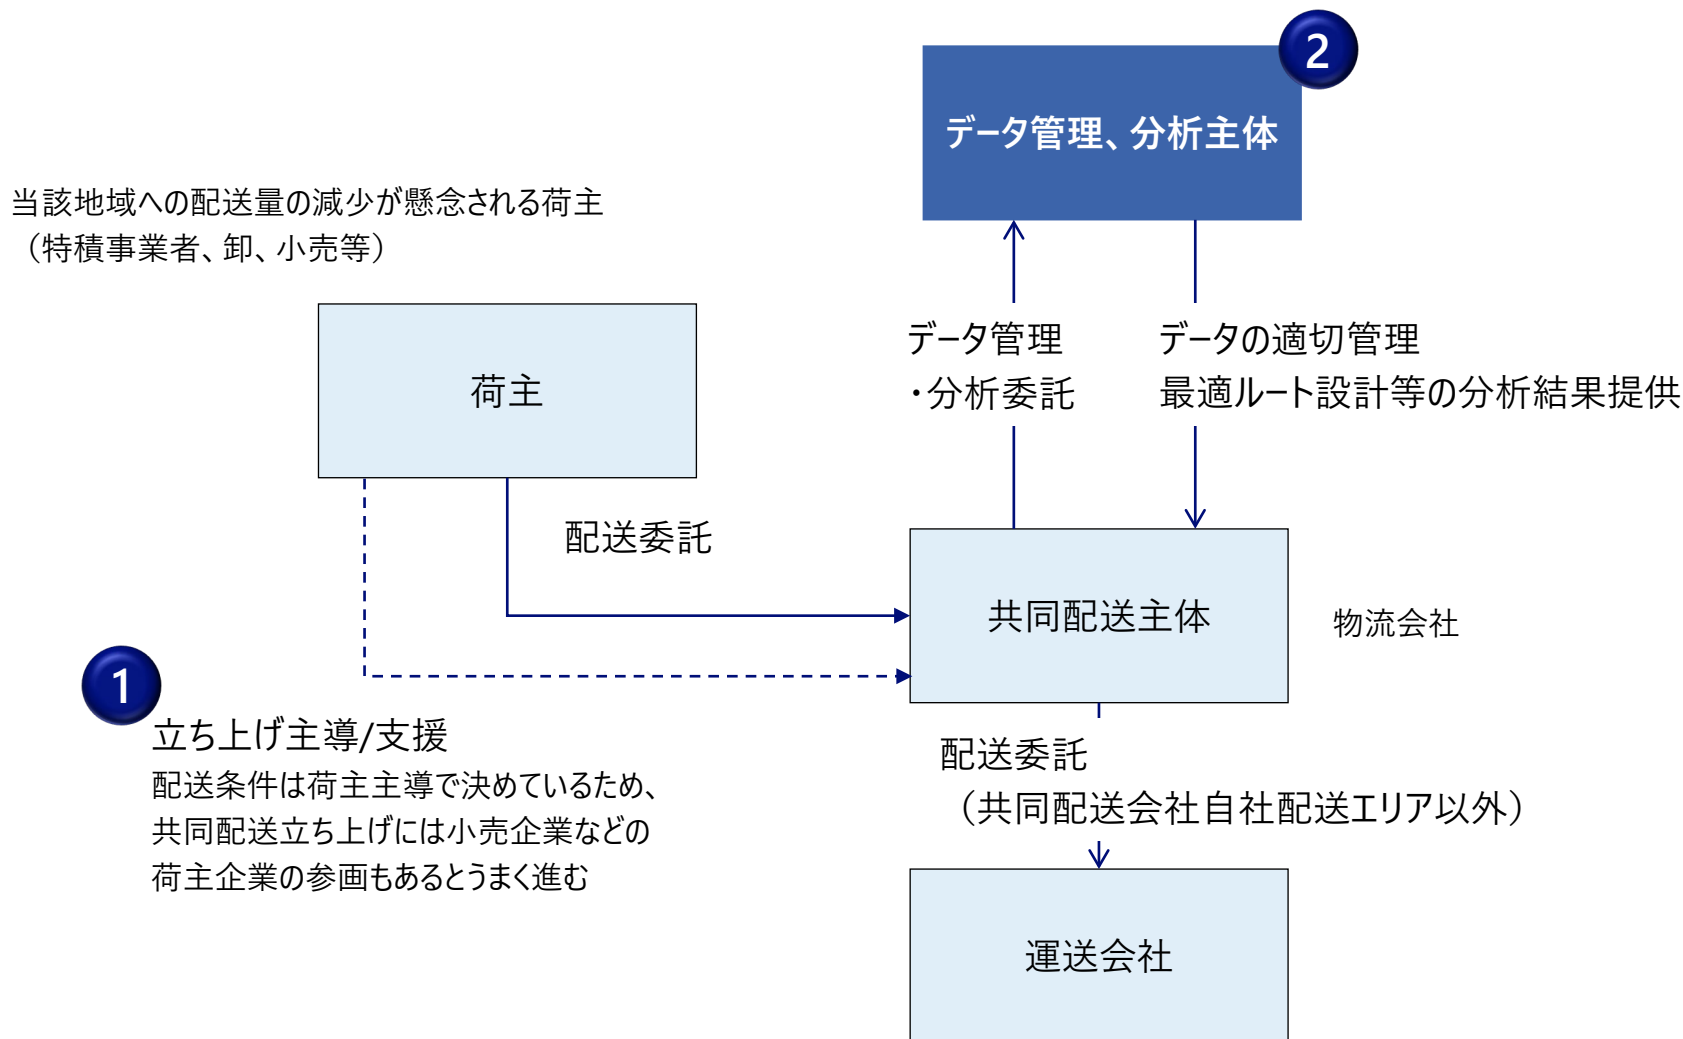 2
データ管理、分析主体
当該地域への配送量の減少が懸念される荷主
（特積事業者、卸、小売等）
荷主
データ管理
・分析委託
データの適切管理
最適ルート設計等の分析結果提供
配送委託
共同配送主体
物流会社
1
立ち上げ主導/支援
配送条件は荷主主導で決めているため、
共同配送立ち上げには小売企業などの
荷主企業の参画もあるとうまく進む
配送委託
（共同配送会社自社配送エリア以外）
運送会社